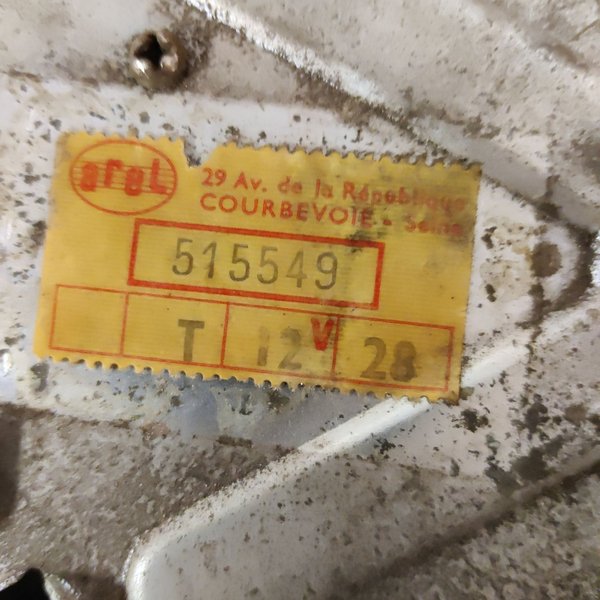 arel
29 Av. de la République
COURBEVOIE - Seine
515549
T 12 V 28